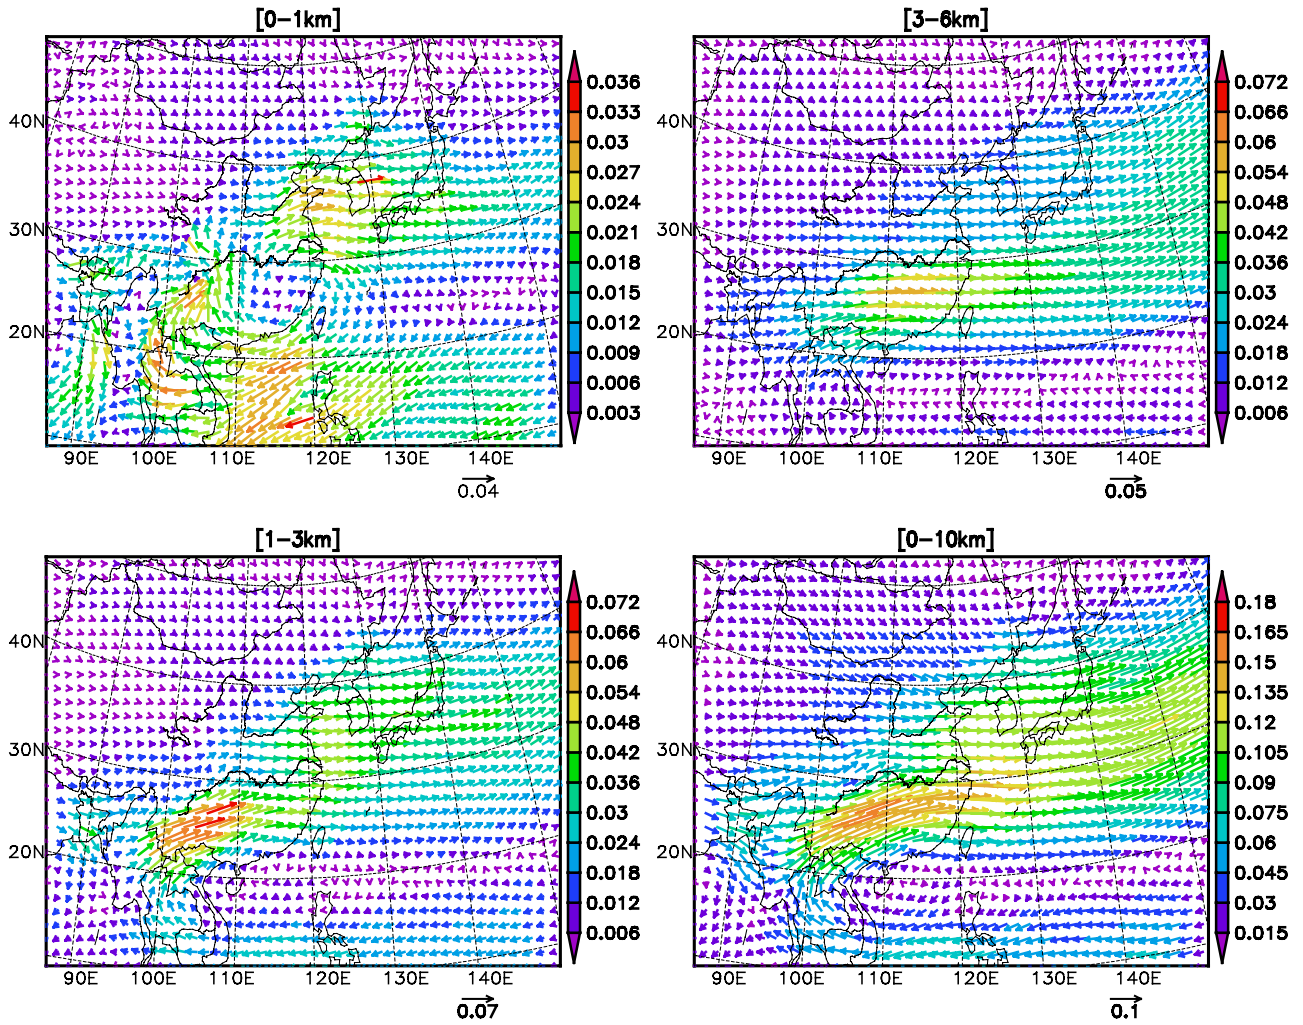 [0-1km]
0.036
0.033
0.03
0.027
0.024
0.021
0.018
0.015
0.012
0.009
0.006
0.003
40N
30N
20N
90E 100E 110E 120E 130E 140E
0.04
[3-6km]
0.072
0.066
0.06
0.054
0.048
0.042
0.036
0.03
0.024
0.018
0.012
0.006
40N
30N
20N
90E 100E 110E 120E 130E 140E
0.05
[1-3km]
0.072
0.066
0.06
0.054
0.048
0.042
0.036
0.03
0.024
0.018
0.012
0.006
40N
30N
20N
90E 100E 110E 120E 130E 140E
0.07
[0-10km]
0.18
0.165
0.15
0.135
0.12
0.105
0.09
0.075
0.06
0.045
0.03
0.015
40N
30N
20N
90E 100E 110E 120E 130E 140E
0.1